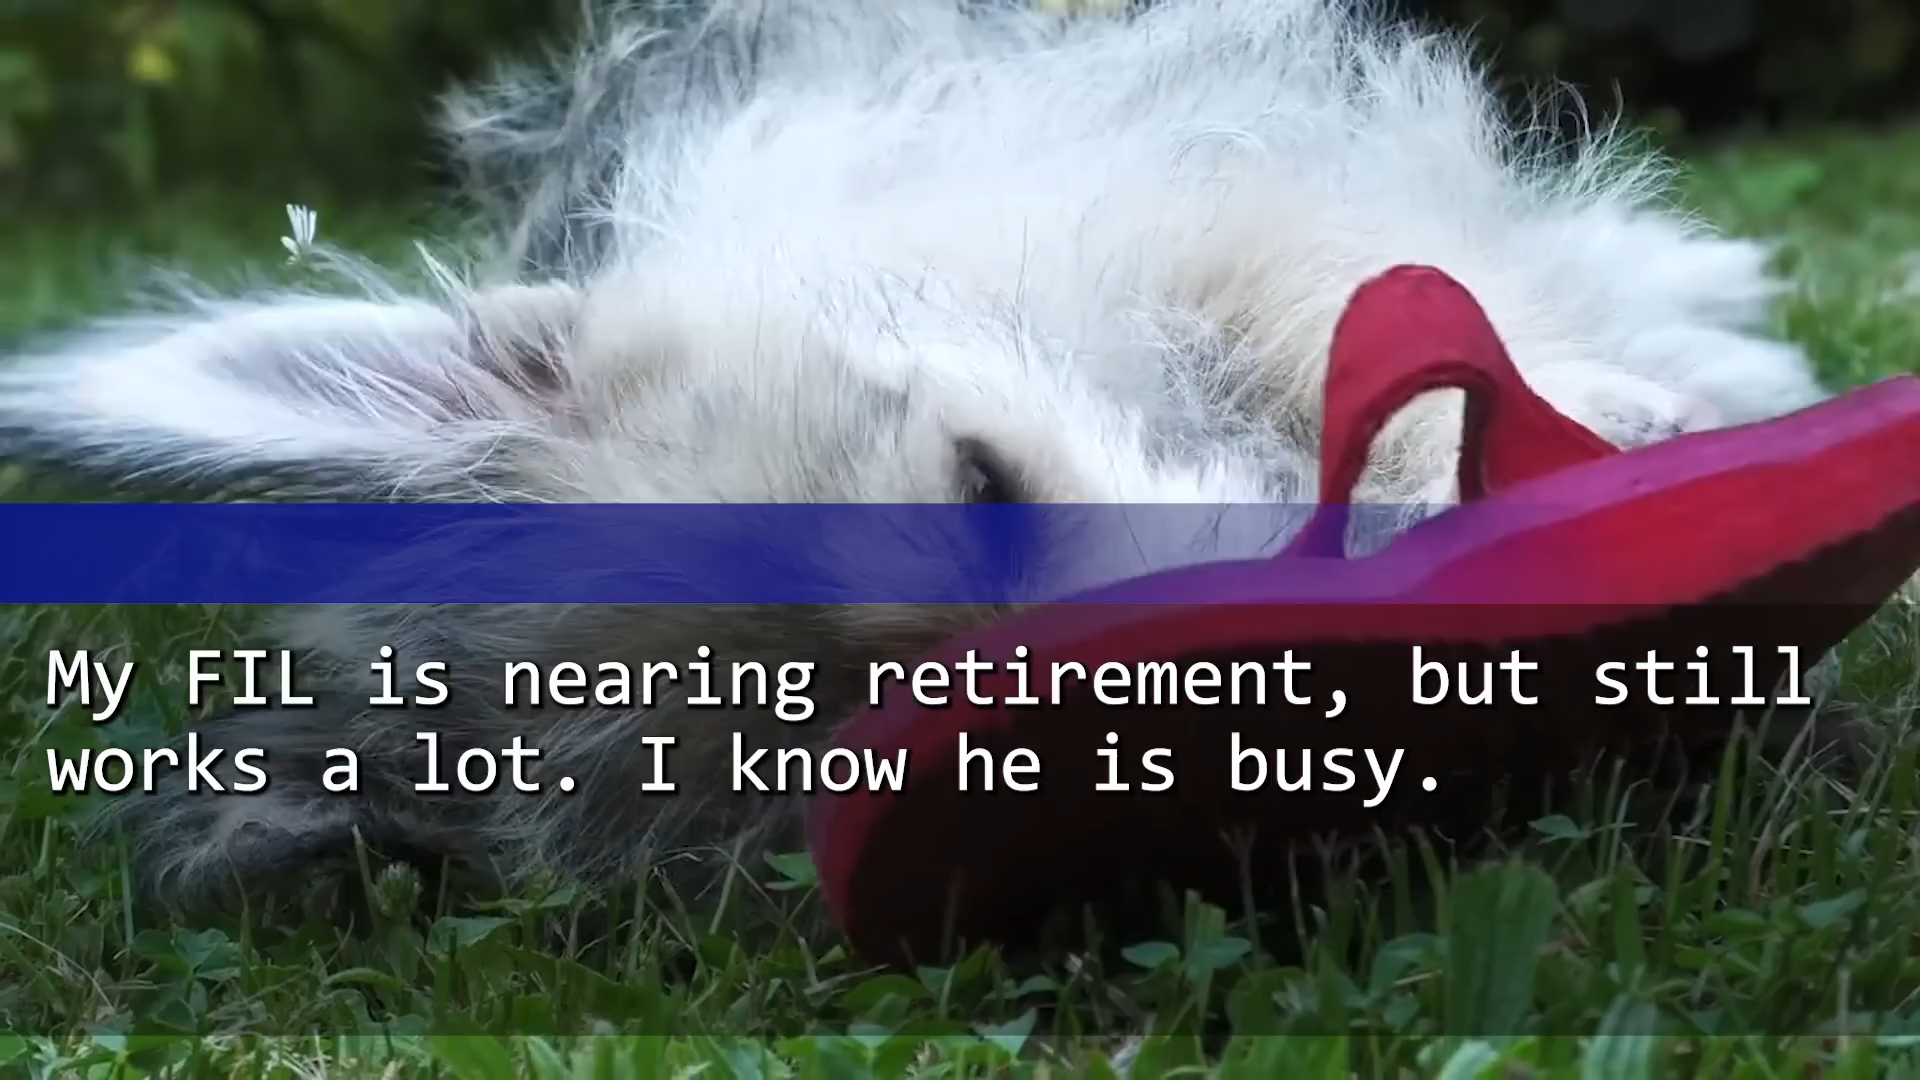 My FIL is nearing retirement, but still
works a lot. I know he is busy.